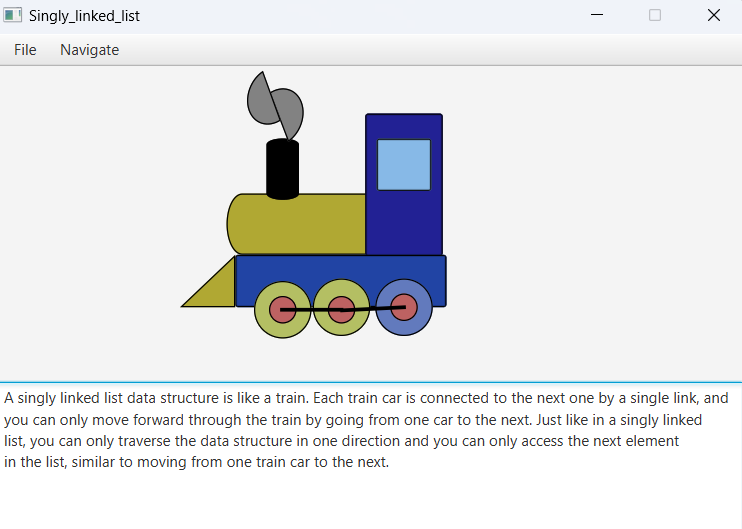 Singly_linked_list
File Navigate
A singly linked list data structure is like a train. Each train car is connected to the next one by a single link, and
you can only move forward through the train by going from one car to the next. Just like in a singly linked
list, you can only traverse the data structure in one direction and you can only access the next element
in the list, similar to moving from one train car to the next.